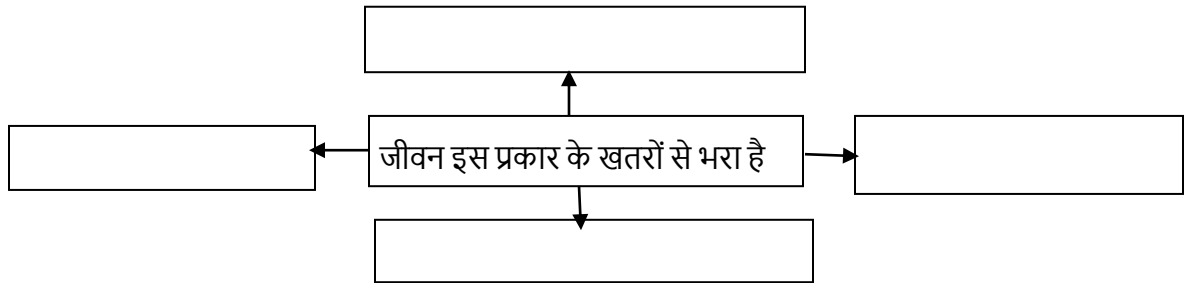 जीवन इस प्रकार के खतरों से भरा है